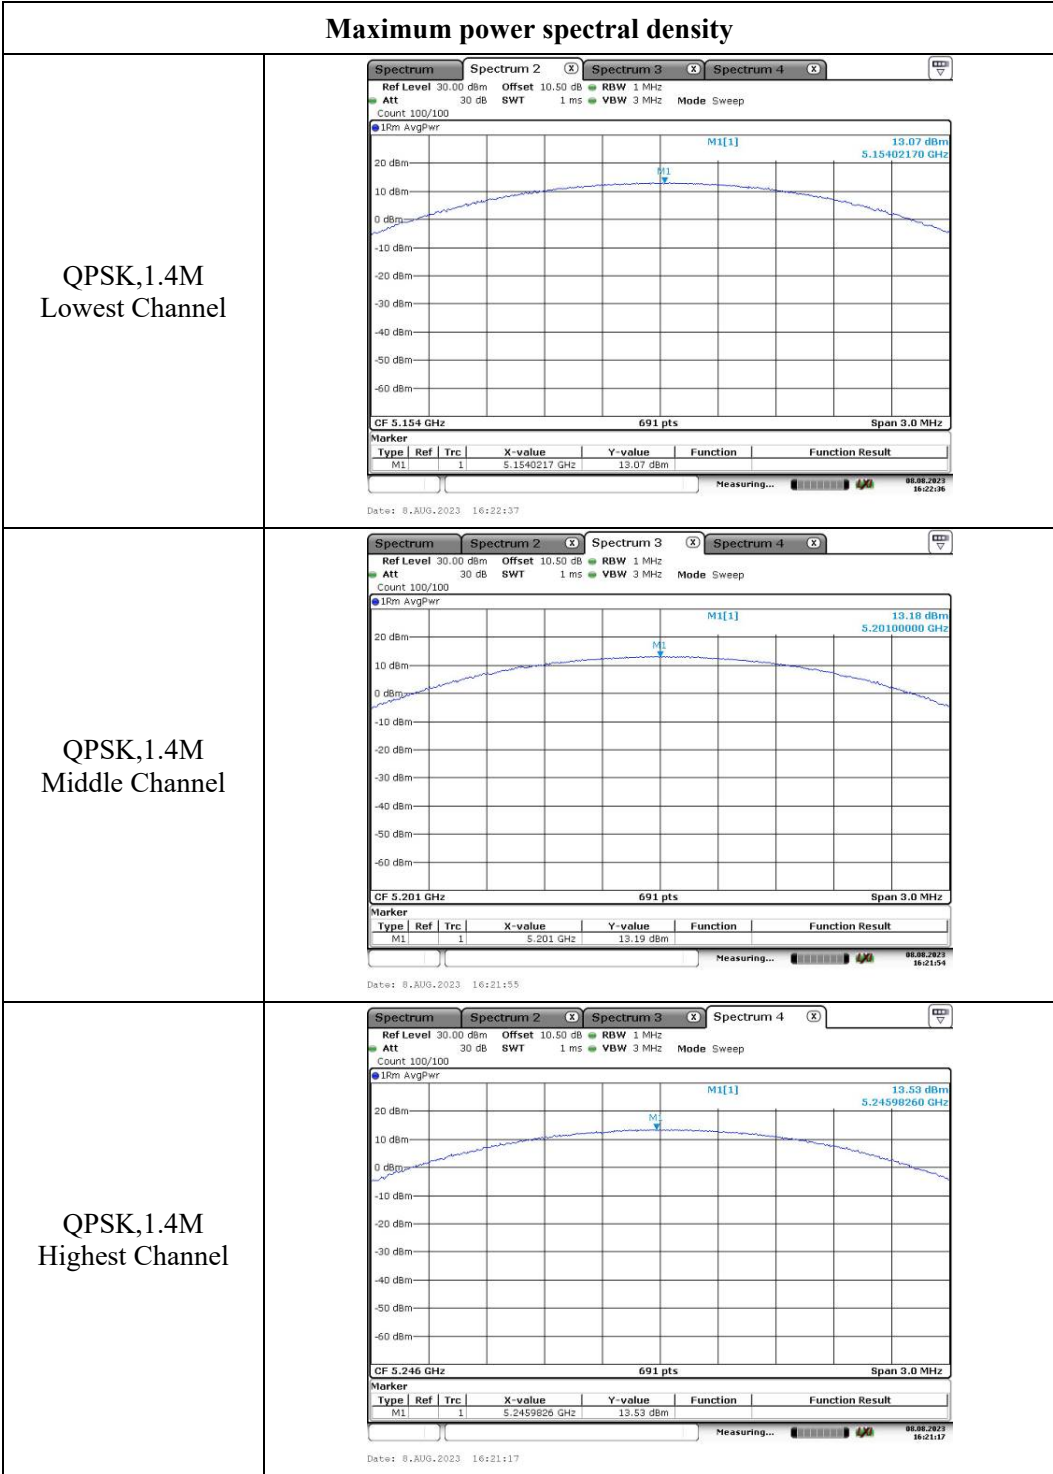 Maximum power spectral density
QPSK,1.4M
Lowest Channel
Spectrum Spectrum 2 X Spectrum 3 X Spectrum 4 X
Ref Level 30.00 dBm Offset 10.50 dB RBW 1 MHz
Att 30 dB SWT 1 ms VBW 3 MHz Mode Sweep
Count 100/100
1Rm AvgPwr
M1[1] 13.07 dBm
5.15402170 GHz
20 dBm
M1
10 dBm
0 dBm
-10 dBm
-20 dBm
-30 dBm
-40 dBm
-50 dBm
-60 dBm
CF 5.154 GHz 691 pts Span 3.0 MHz
Marker
Type Ref Trc X-value Y-value Function Function Result
M1 1 5.1540217 GHz 13.07 dBm
Measuring... 08.08.2023
16:22:36
Date: 8.AUG.2023 16:22:37
QPSK,1.4M
Middle Channel
Spectrum Spectrum 2 X Spectrum 3 X Spectrum 4 X
Ref Level 30.00 dBm Offset 10.50 dB RBW 1 MHz
Att 30 dB SWT 1 ms VBW 3 MHz Mode Sweep
Count 100/100
1Rm AvgPwr
M1[1] 13.18 dBm
5.20100000 GHz
20 dBm
M1
10 dBm
0 dBm
-10 dBm
-20 dBm
-30 dBm
-40 dBm
-50 dBm
-60 dBm
CF 5.201 GHz 691 pts Span 3.0 MHz
Marker
Type Ref Trc X-value Y-value Function Function Result
M1 1 5.201 GHz 13.19 dBm
Measuring... 08.08.2023
16:21:54
Date: 8.AUG.2023 16:21:55
QPSK,1.4M
Highest Channel
Spectrum Spectrum 2 X Spectrum 3 X Spectrum 4 X
Ref Level 30.00 dBm Offset 10.50 dB RBW 1 MHz
Att 30 dB SWT 1 ms VBW 3 MHz Mode Sweep
Count 100/100
1Rm AvgPwr
M1[1] 13.53 dBm
5.24598260 GHz
20 dBm
M1
10 dBm
0 dBm
-10 dBm
-20 dBm
-30 dBm
-40 dBm
-50 dBm
-60 dBm
CF 5.246 GHz 691 pts Span 3.0 MHz
Marker
Type Ref Trc X-value Y-value Function Function Result
M1 1 5.2459826 GHz 13.53 dBm
Measuring... 08.08.2023
16:21:17
Date: 8.AUG.2023 16:21:17